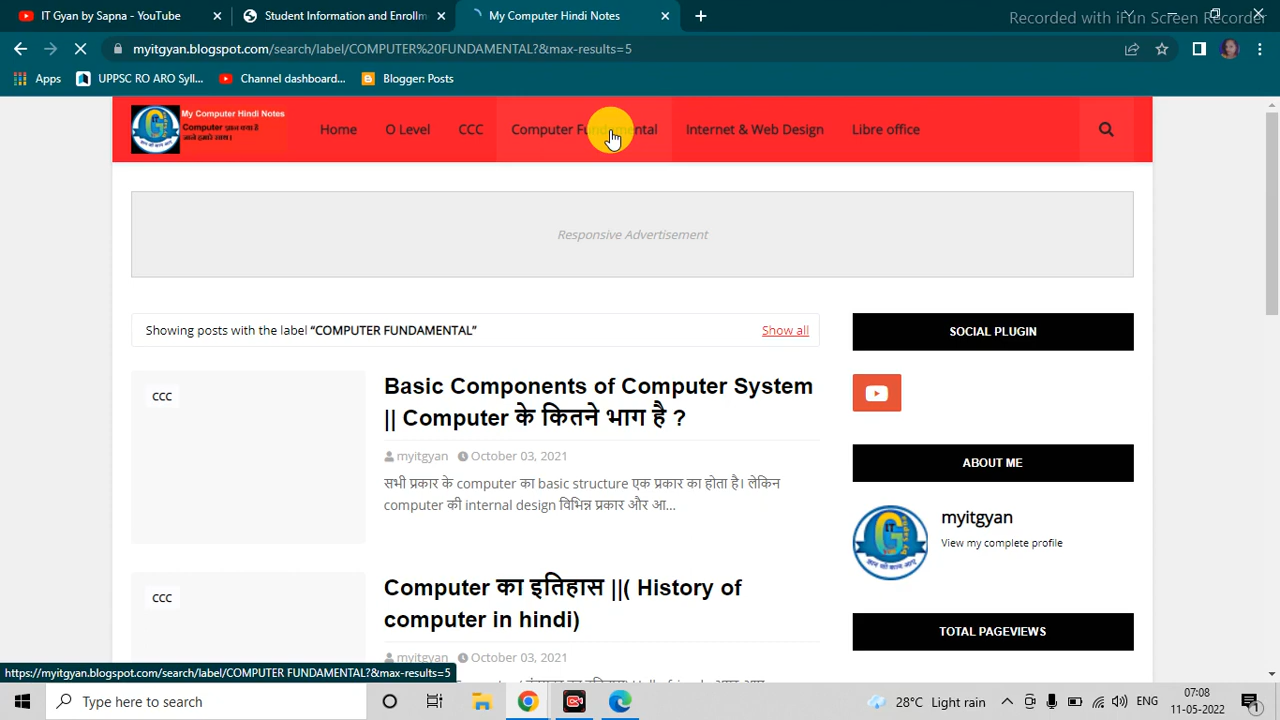 IT Gyan by Sapna - YouTube
Student Information and Enrollm
My Computer Hindi Notes
Recorded with iFun Screen Recorder
myitgyan.blogspot.com/search/label/COMPUTER%20FUNDAMENTAL?&max-results=5
Apps
UPPSC RO ARO Syll...
Channel dashboard...
Blogger: Posts
My Computer Hindi Notes
Home
O Level
CCC
Computer Fundamental
Internet & Web Design
Libre office
Responsive Advertisement
Showing posts with the label "COMPUTER FUNDAMENTAL"
Show all
SOCIAL PLUGIN
CCC
Basic Components of Computer System
|| Computer के कितने भाग है ?
myitgyan
October 03, 2021
सभी प्रकार के computer का basic structure एक प्रकार का होता है। लेकिन
computer की internal design विभिन्न प्रकार और आ...
ABOUT ME
myitgyan
View my complete profile
CCC
Computer का इतिहास ||( History of
computer in hindi)
myitgyan
October 03, 2021
TOTAL PAGEVIEWS
https://myitgyan.blogspot.com/search/label/COMPUTER FUNDAMENTAL?&max-results=5
Type here to search
28°C Light rain
ENG
07:08
11-05-2022